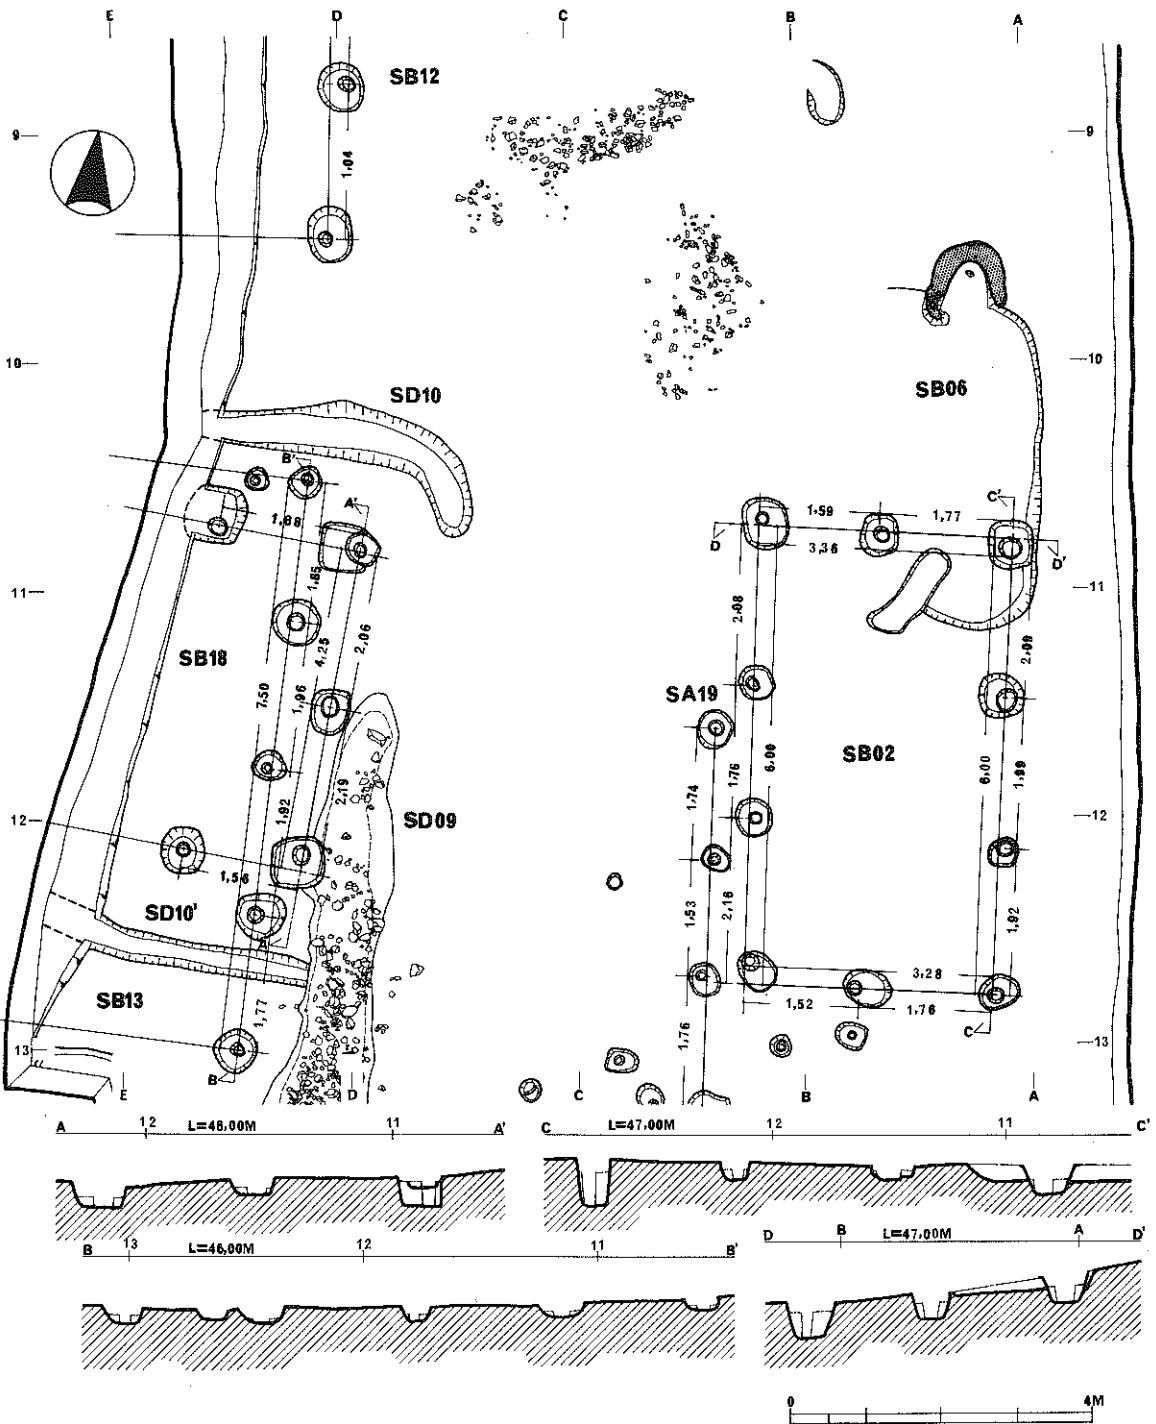 E D C B A
SB12
9 9
1,04
10 10
SD10
SB06
B'
A'
C'
1,88
1,59 1,77
D
3,36
D'
1,85
11 11
2,08
4,25
2,06
2,09
SB18
SA19
7,50
1,96
SB02
1,76
6,00
6,00
1,99
1,74
2,19
1,92
12 12
SD09
1,56
SD10'
1,53
2,16
1,92
A
3,28
SB13
1,52
1,76
1,77
1,76
C
13 13
B
E D C B A
A 12 L=46,00M 11 A'
C L=47,00M 12 11 C'
B 13 L=46,00M 12 11 B'
D B L=47,00M A D'
0 4M